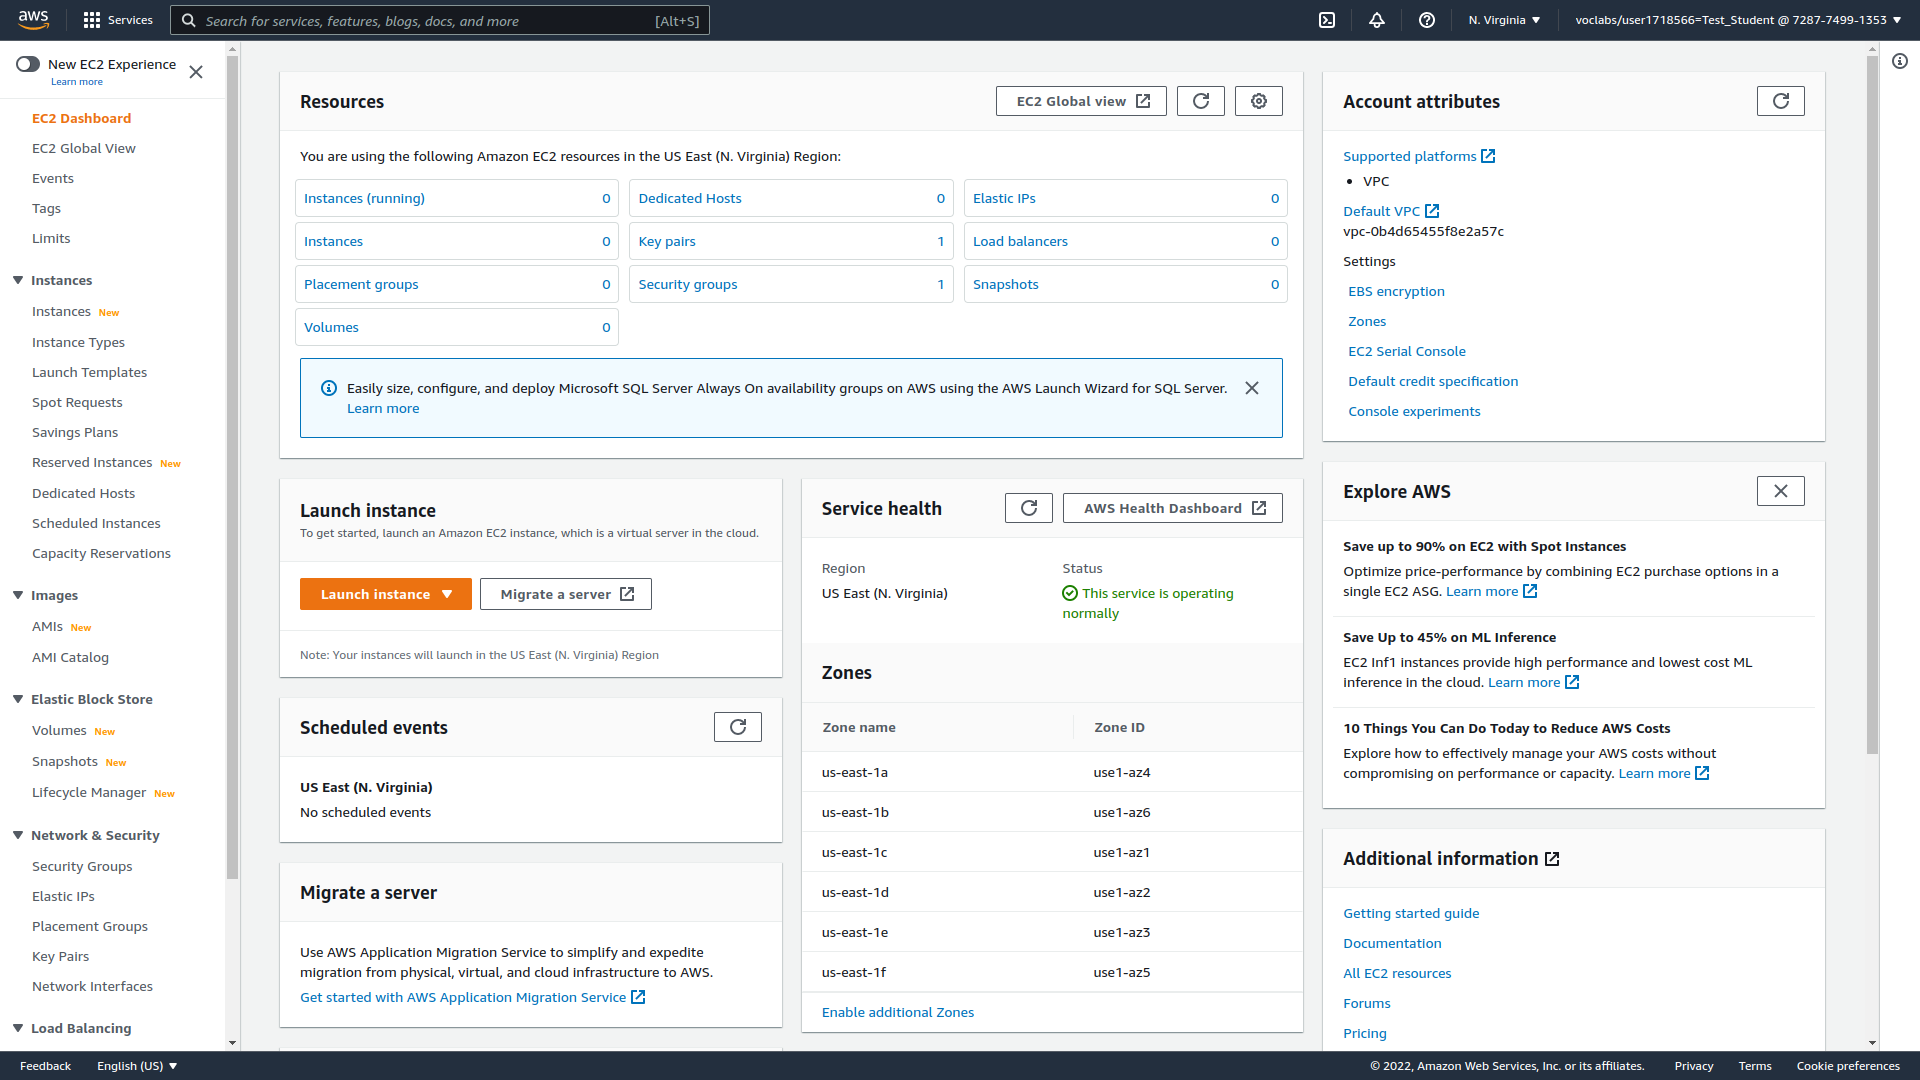 aws
Services
Search for services, features, blogs, docs, and more
[Alt+S]
N. Virginia
voclabs/user1718566=Test_Student @ 7287-7499-1353
New EC2 Experience
Learn more
EC2 Dashboard
EC2 Global View
Events
Tags
Limits
Instances
Instances New
Instance Types
Launch Templates
Spot Requests
Savings Plans
Reserved Instances New
Dedicated Hosts
Scheduled Instances
Capacity Reservations
Images
AMIs New
AMI Catalog
Elastic Block Store
Volumes New
Snapshots New
Lifecycle Manager New
Network & Security
Security Groups
Elastic IPs
Placement Groups
Key Pairs
Network Interfaces
Load Balancing
Resources
EC2 Global view
You are using the following Amazon EC2 resources in the US East (N. Virginia) Region:
Instances (running) 0
Dedicated Hosts 0
Elastic IPs 0
Instances 0
Key pairs 1
Load balancers 0
Placement groups 0
Security groups 1
Snapshots 0
Volumes 0
Easily size, configure, and deploy Microsoft SQL Server Always On availability groups on AWS using the AWS Launch Wizard for SQL Server.
Learn more
Launch instance
To get started, launch an Amazon EC2 instance, which is a virtual server in the cloud.
Launch instance
Migrate a server
Note: Your instances will launch in the US East (N. Virginia) Region
Scheduled events
US East (N. Virginia)
No scheduled events
Migrate a server
Use AWS Application Migration Service to simplify and expedite
migration from physical, virtual, and cloud infrastructure to AWS.
Get started with AWS Application Migration Service
Service health
AWS Health Dashboard
Region
Status
US East (N. Virginia)
This service is operating
normally
Zones
Zone name
Zone ID
us-east-1a use1-az4
us-east-1b use1-az6
us-east-1c use1-az1
us-east-1d use1-az2
us-east-1e use1-az3
us-east-1f use1-az5
Enable additional Zones
Account attributes
Supported platforms
• VPC
Default VPC
vpc-0b4d65455f8e2a57c
Settings
EBS encryption
Zones
EC2 Serial Console
Default credit specification
Console experiments
Explore AWS
Save up to 90% on EC2 with Spot Instances
Optimize price-performance by combining EC2 purchase options in a
single EC2 ASG. Learn more
Save Up to 45% on ML Inference
EC2 Inf1 instances provide high performance and lowest cost ML
inference in the cloud. Learn more
10 Things You Can Do Today to Reduce AWS Costs
Explore how to effectively manage your AWS costs without
compromising on performance or capacity. Learn more
Additional information
Getting started guide
Documentation
All EC2 resources
Forums
Pricing
Feedback
English (US)
© 2022, Amazon Web Services, Inc. or its affiliates.
Privacy
Terms
Cookie preferences